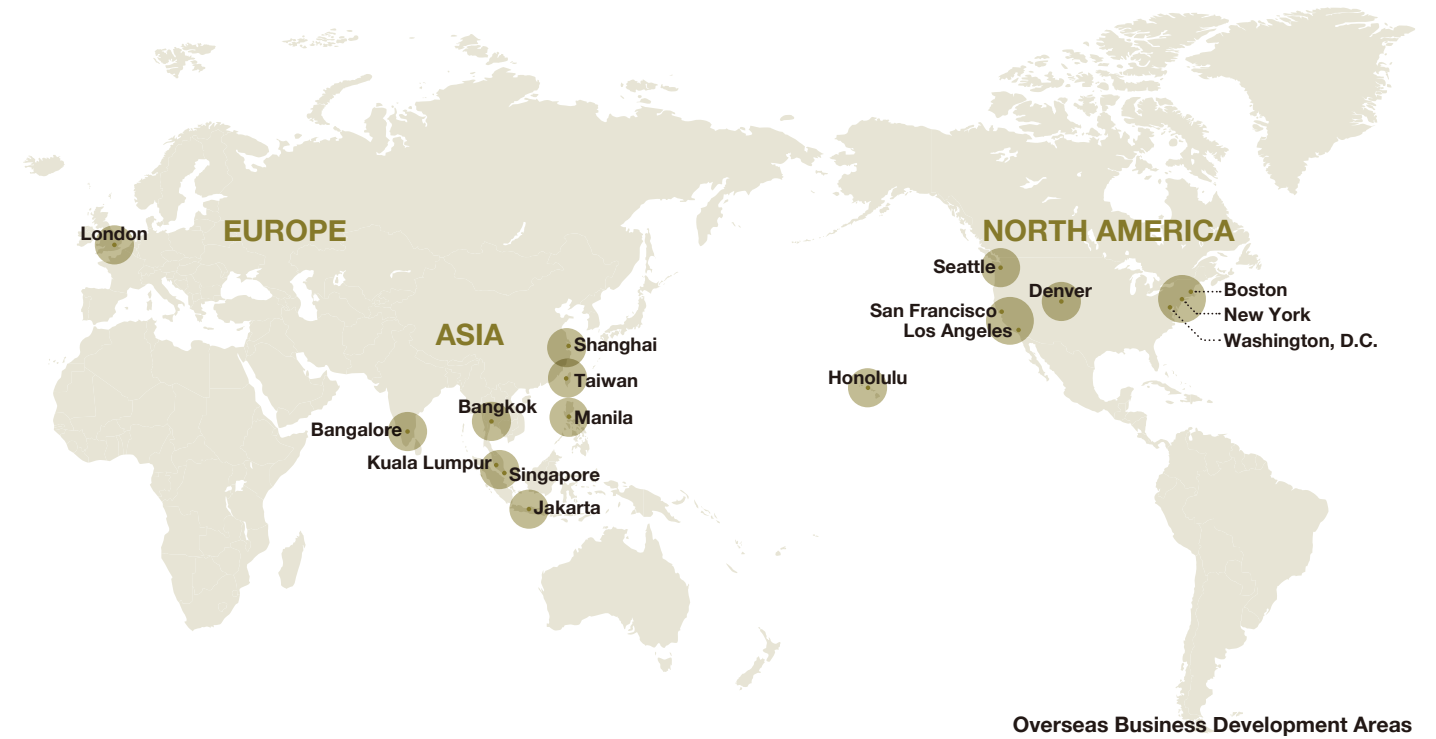 EUROPE
London
ASIA
Shanghai
Taiwan
Bangkok
Manila
Bangalore
Kuala Lumpur
Singapore
Jakarta
NORTH AMERICA
Seattle
Denver
San Francisco
Los Angeles
Boston
New York
Washington, D.C.
Honolulu
Overseas Business Development Areas